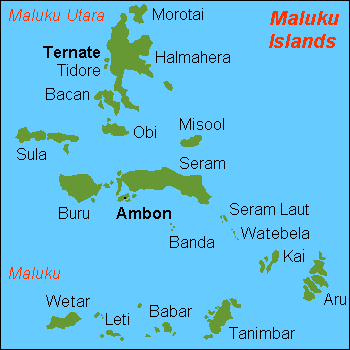 Maluku Utara
Morotai
Maluku
Islands
Ternate
Tidore
Halmahera
Bacan
Obi
Misool
Sula
Seram
Buru
Ambon
Seram Laut
Banda
Watebela
Kai
Maluku
Aru
Wetar
Leti
Babar
Tanimbar